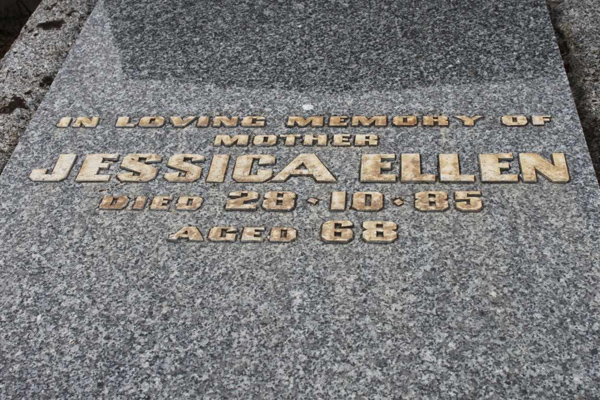 IN LOVING MEMORY OF
MOTHER
JESSICA ELLEN
DIED 28·10·85
AGED 68